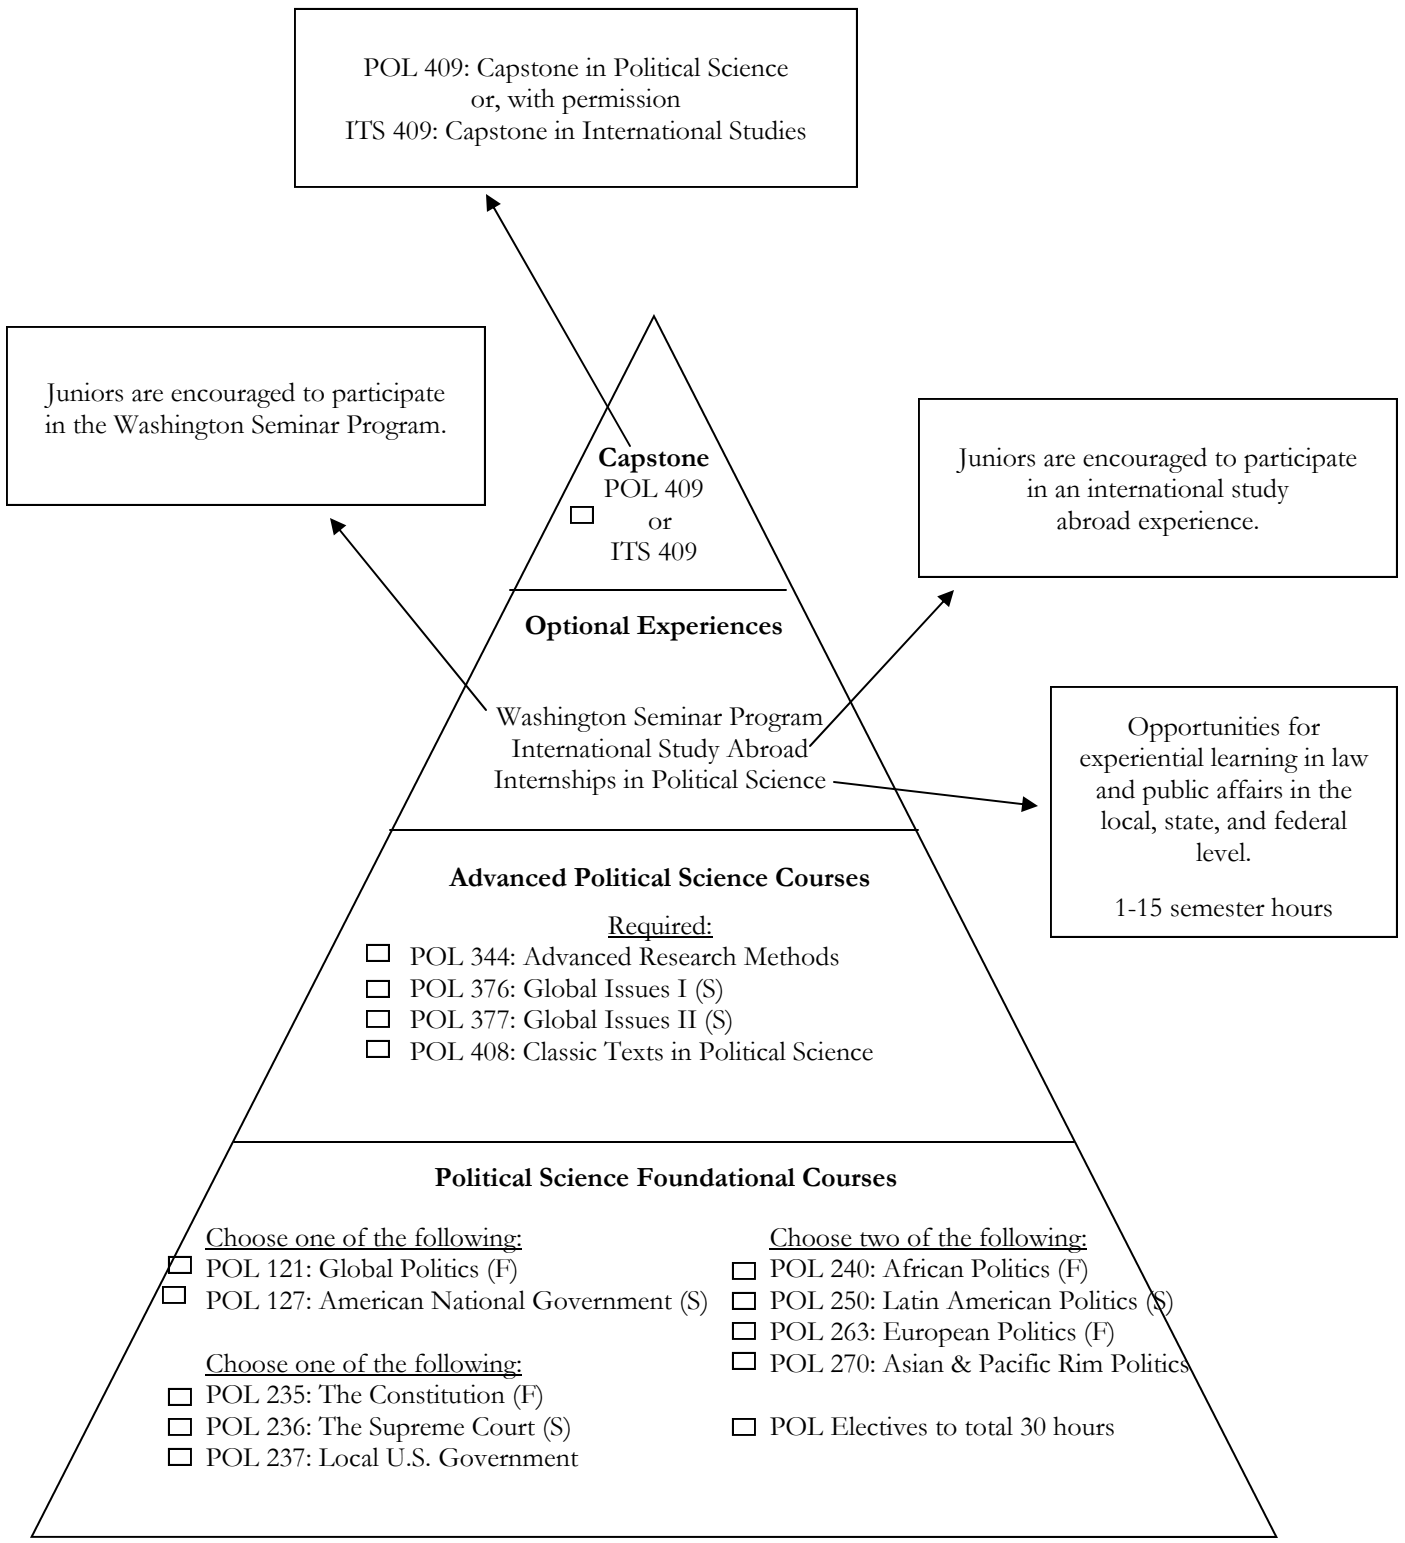 POL 409: Capstone in Political Science
or, with permission
ITS 409: Capstone in International Studies
Juniors are encouraged to participate
in the Washington Seminar Program.
Juniors are encouraged to participate
in an international study
abroad experience.
Capstone
POL 409
or
ITS 409
Optional Experiences
Washington Seminar Program
International Study Abroad
Internships in Political Science
Opportunities for
experiential learning in law
and public affairs in the
local, state, and federal
level.
1-15 semester hours
Advanced Political Science Courses
Required:
POL 344: Advanced Research Methods
POL 376: Global Issues I (S)
POL 377: Global Issues II (S)
POL 408: Classic Texts in Political Science
Political Science Foundational Courses
Choose one of the following:
POL 121: Global Politics (F)
POL 127: American National Government (S)
Choose one of the following:
POL 235: The Constitution (F)
POL 236: The Supreme Court (S)
POL 237: Local U.S. Government
Choose two of the following:
POL 240: African Politics (F)
POL 250: Latin American Politics (S)
POL 263: European Politics (F)
POL 270: Asian & Pacific Rim Politics
POL Electives to total 30 hours